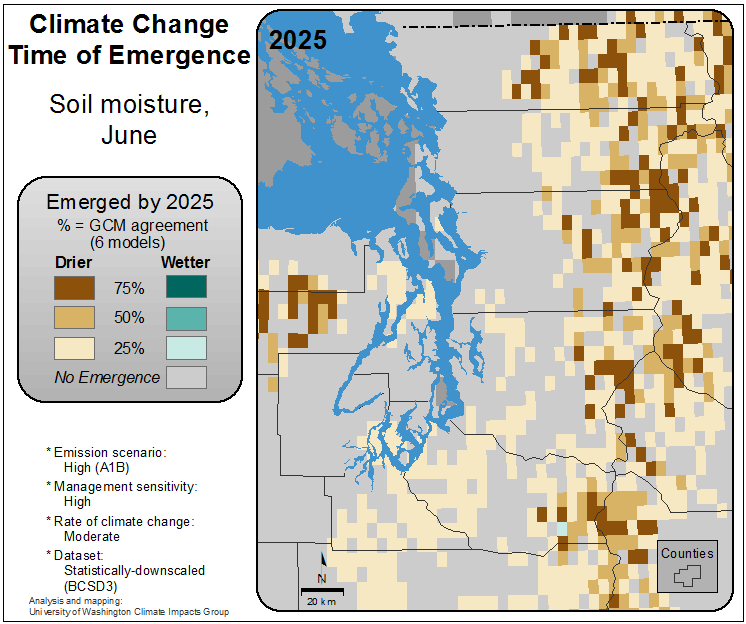 Climate Change
Time of Emergence
Soil moisture,
June
Emerged by 2025
% = GCM agreement
(6 models)
Drier Wetter
75%
50%
25%
No Emergence
* Emission scenario:
High (A1B)
* Management sensitivity:
High
* Rate of climate change:
Moderate
* Dataset:
Statistically-downscaled
(BCSD3)
Analysis and mapping:
University of Washington Climate Impacts Group
2025
N
20 km
Counties